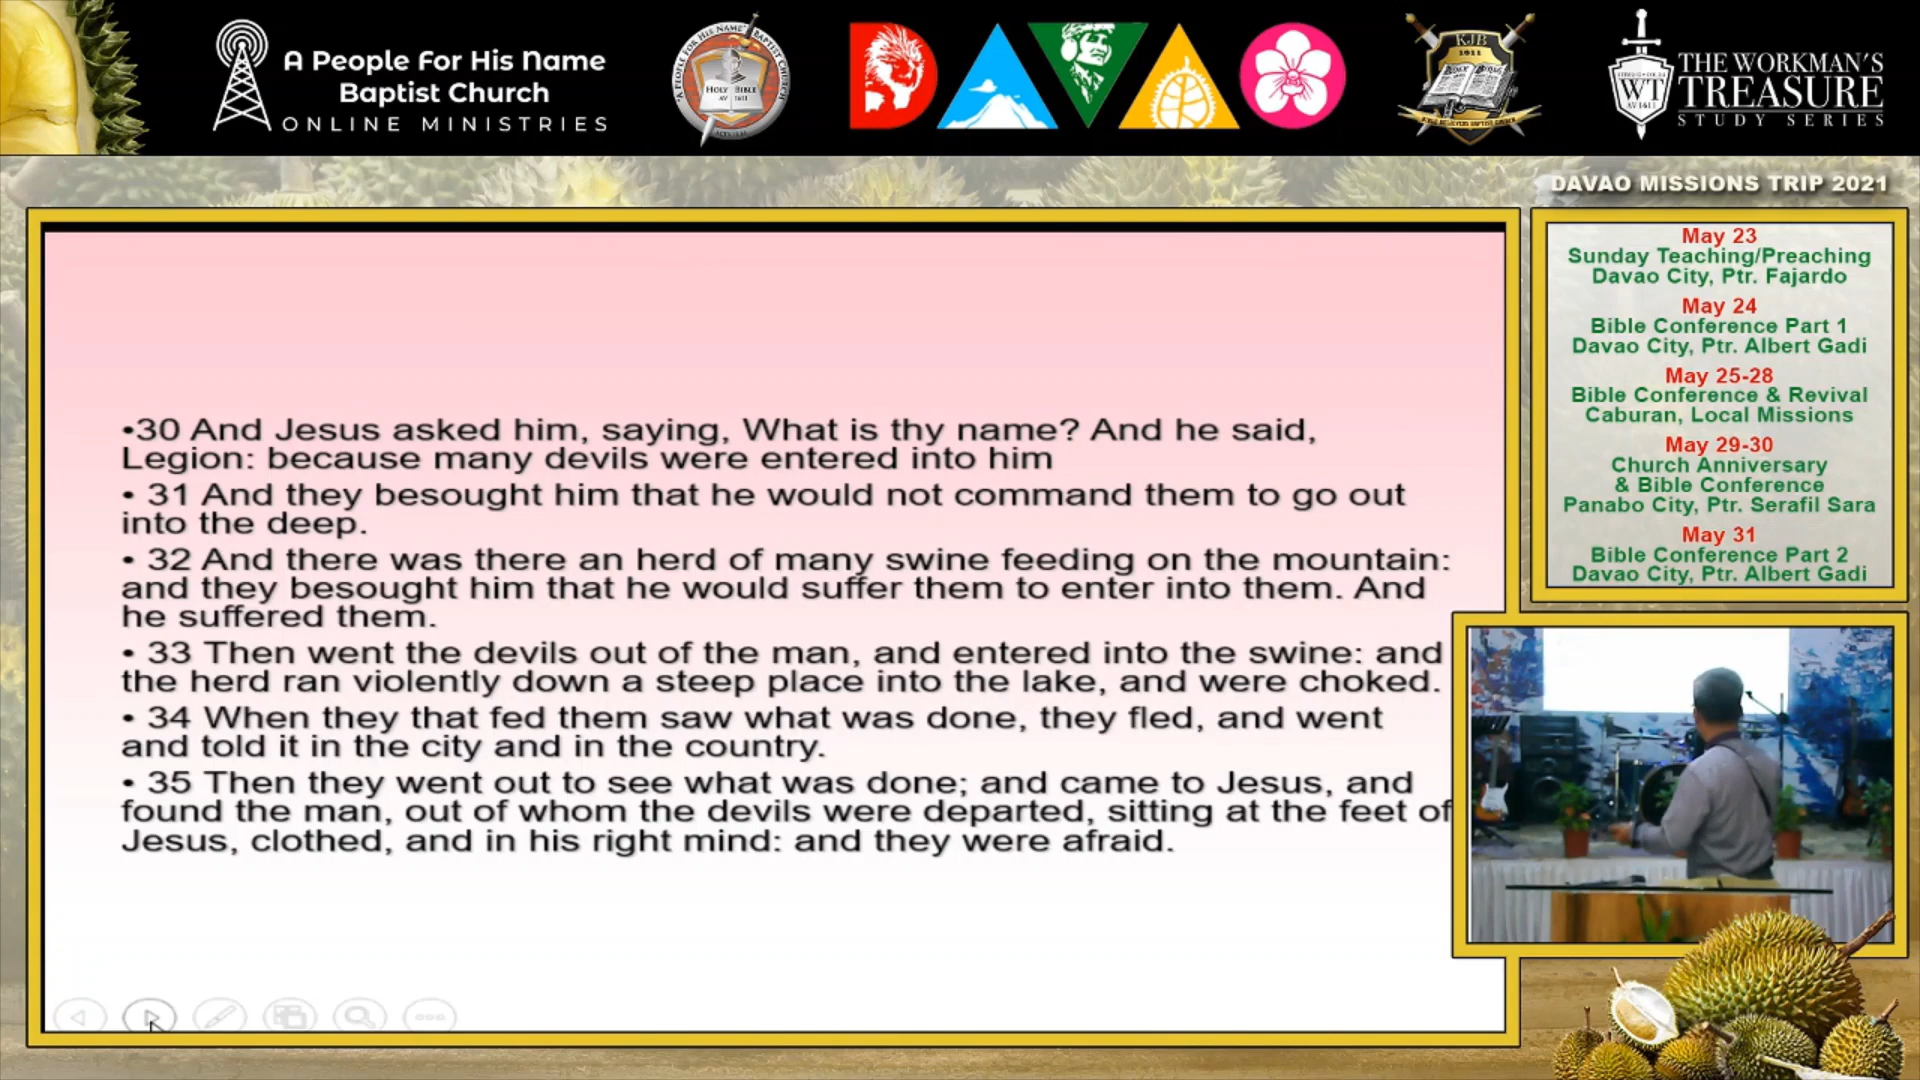 A People For His Name
Baptist Church
ONLINE MINISTRIES
HOLY BIBLE
AV 1611
KJB
1611
WT
AV 1611
THE WORKMAN'S
TREASURE
STUDY SERIES
DAVAO MISSIONS TRIP 2021
•30 And Jesus asked him, saying, What is thy name? And he said,
Legion: because many devils were entered into him
• 31 And they besought him that he would not command them to go out
into the deep.
• 32 And there was there an herd of many swine feeding on the mountain:
and they besought him that he would suffer them to enter into them. And
he suffered them.
• 33 Then went the devils out of the man, and entered into the swine: and
the herd ran violently down a steep place into the lake, and were choked.
• 34 When they that fed them saw what was done, they fled, and went
and told it in the city and in the country.
• 35 Then they went out to see what was done; and came to Jesus, and
found the man, out of whom the devils were departed, sitting at the feet of
Jesus, clothed, and in his right mind: and they were afraid.
May 23
Sunday Teaching/Preaching
Davao City, Ptr. Fajardo
May 24
Bible Conference Part 1
Davao City, Ptr. Albert Gadi
May 25-28
Bible Conference & Revival
Caburan, Local Missions
May 29-30
Church Anniversary
& Bible Conference
Panabo City, Ptr. Serafil Sara
May 31
Bible Conference Part 2
Davao City, Ptr. Albert Gadi